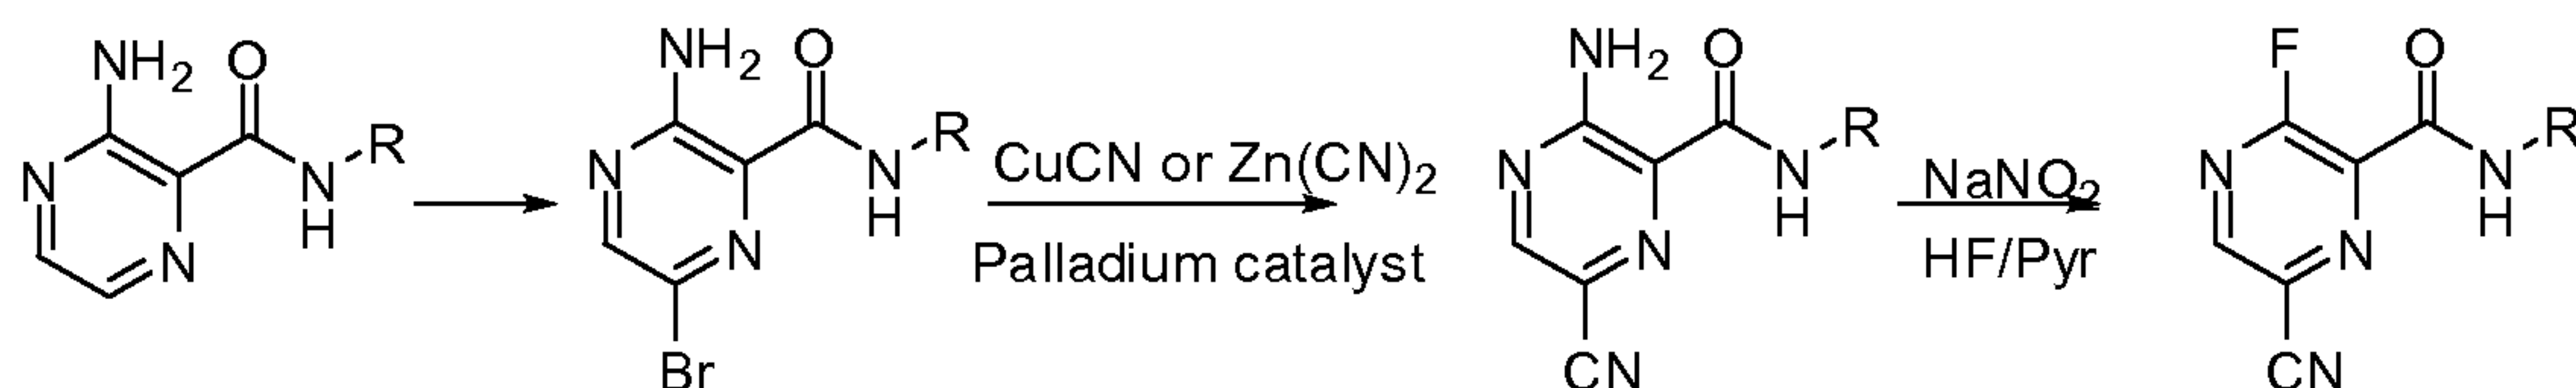 NH2 O
N N H R
N
NH2 O
N N H R
N
Br
CuCN or Zn(CN)2
Palladium catalyst
NH2 O
N N H R
N
CN
NaNO2
HF/Pyr
F O
N N H R
N
CN